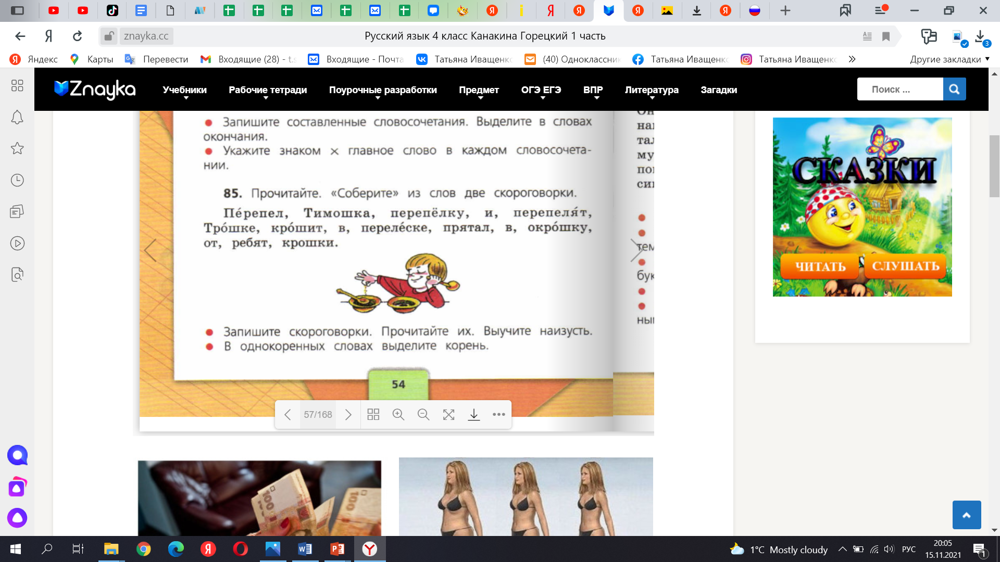 znayka.cc
Русский язык 4 класс Канакина Горецкий 1 часть
3
Яндекс
Карты
Перевести
Входящие (28) - t.s
Входящие - Почта
Татьяна Иващенко
(40) Одноклассник
Татьяна Иващенко
Татьяна Иващенко
»
Другие закладки
Znayka
Учебники
Рабочие тетради
Поурочные разработки
Предмет
ОГЭ ЕГЭ
ВПР
Литература
Загадки
Поиск ...
● Запишите составленные словосочетания. Выделите в словах
окончания.
● Укажите знаком × главное слово в каждом словосочета-
нии.
85. Прочитайте. «Соберите» из слов две скороговорки.
Пе́репел, Тимошка, перепёлку, и, перепеля́т,
Тро́шке, кро́шит, в, переле́ске, прятал, в, окро́шку,
от, ребят, крошки.
● Запишите скороговорки. Прочитайте их. Выучите наизусть.
● В однокоренных словах выделите корень.
54
57/168
СКАЗКИ
ЧИТАТЬ
СЛУШАТЬ
100
100
1°C Mostly cloudy
РУС
20:05
15.11.2021
1